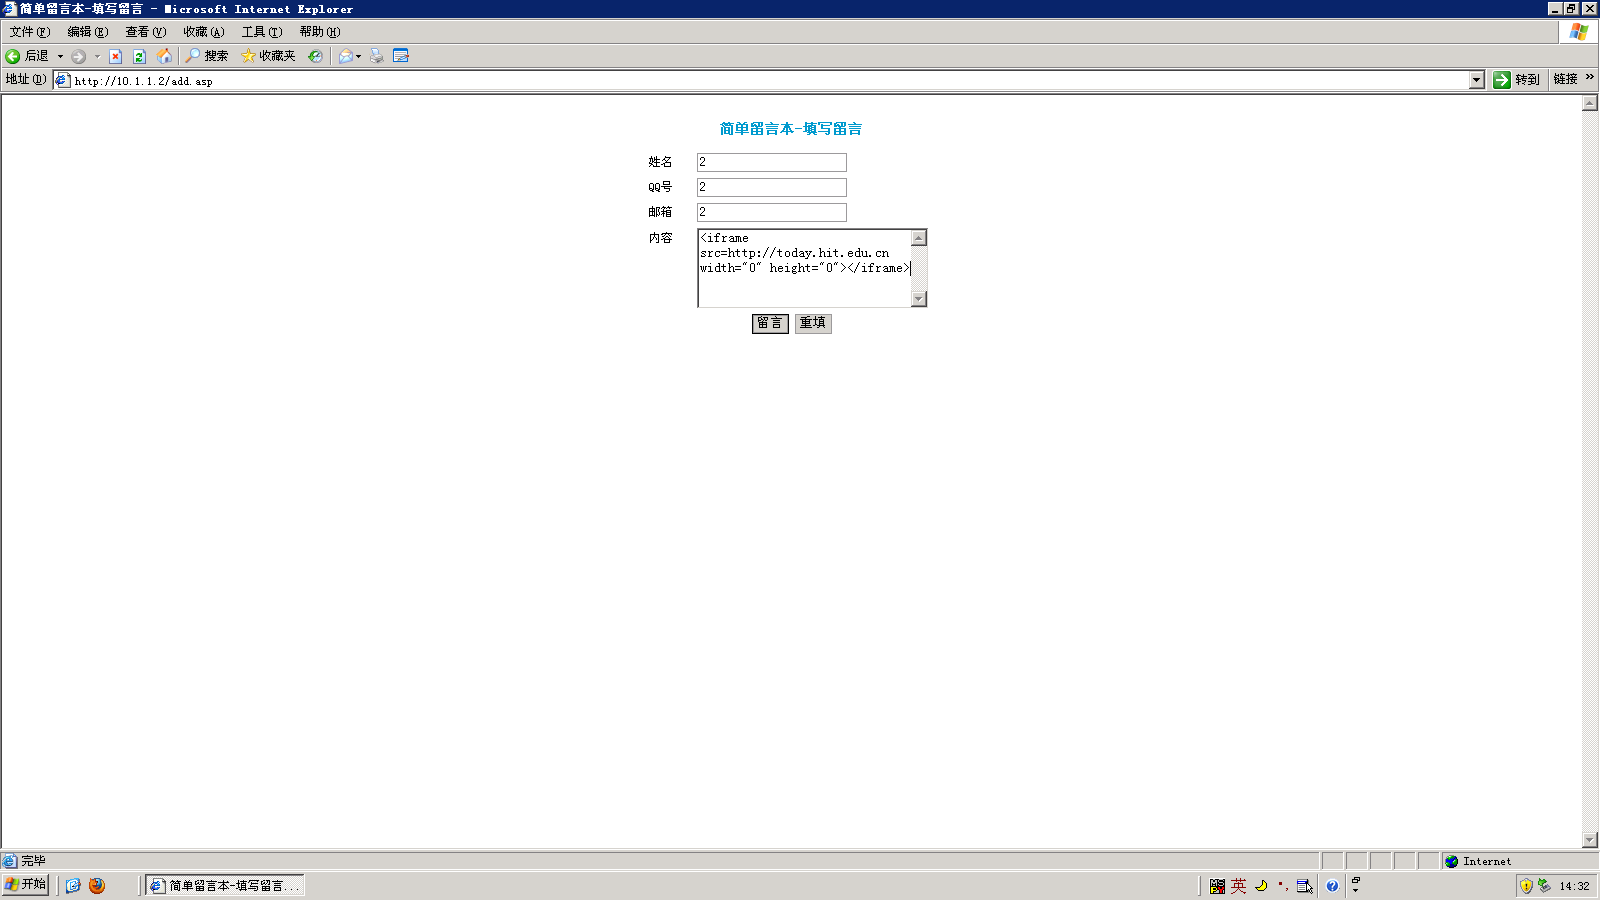 简单留言本-填写留言 - Microsoft Internet Explorer
文件(F) 编辑(E) 查看(V) 收藏(A) 工具(T) 帮助(H)
后退 搜索 收藏夹
地址(D) http://10.1.1.2/add.asp 转到 链接 »
简单留言本-填写留言
姓名 2
QQ号 2
邮箱 2
内容 <iframe
src=http://today.hit.edu.cn
width="0" height="0"></iframe>
留言 重填
完毕 Internet
开始 简单留言本-填写留言... 英 14:32